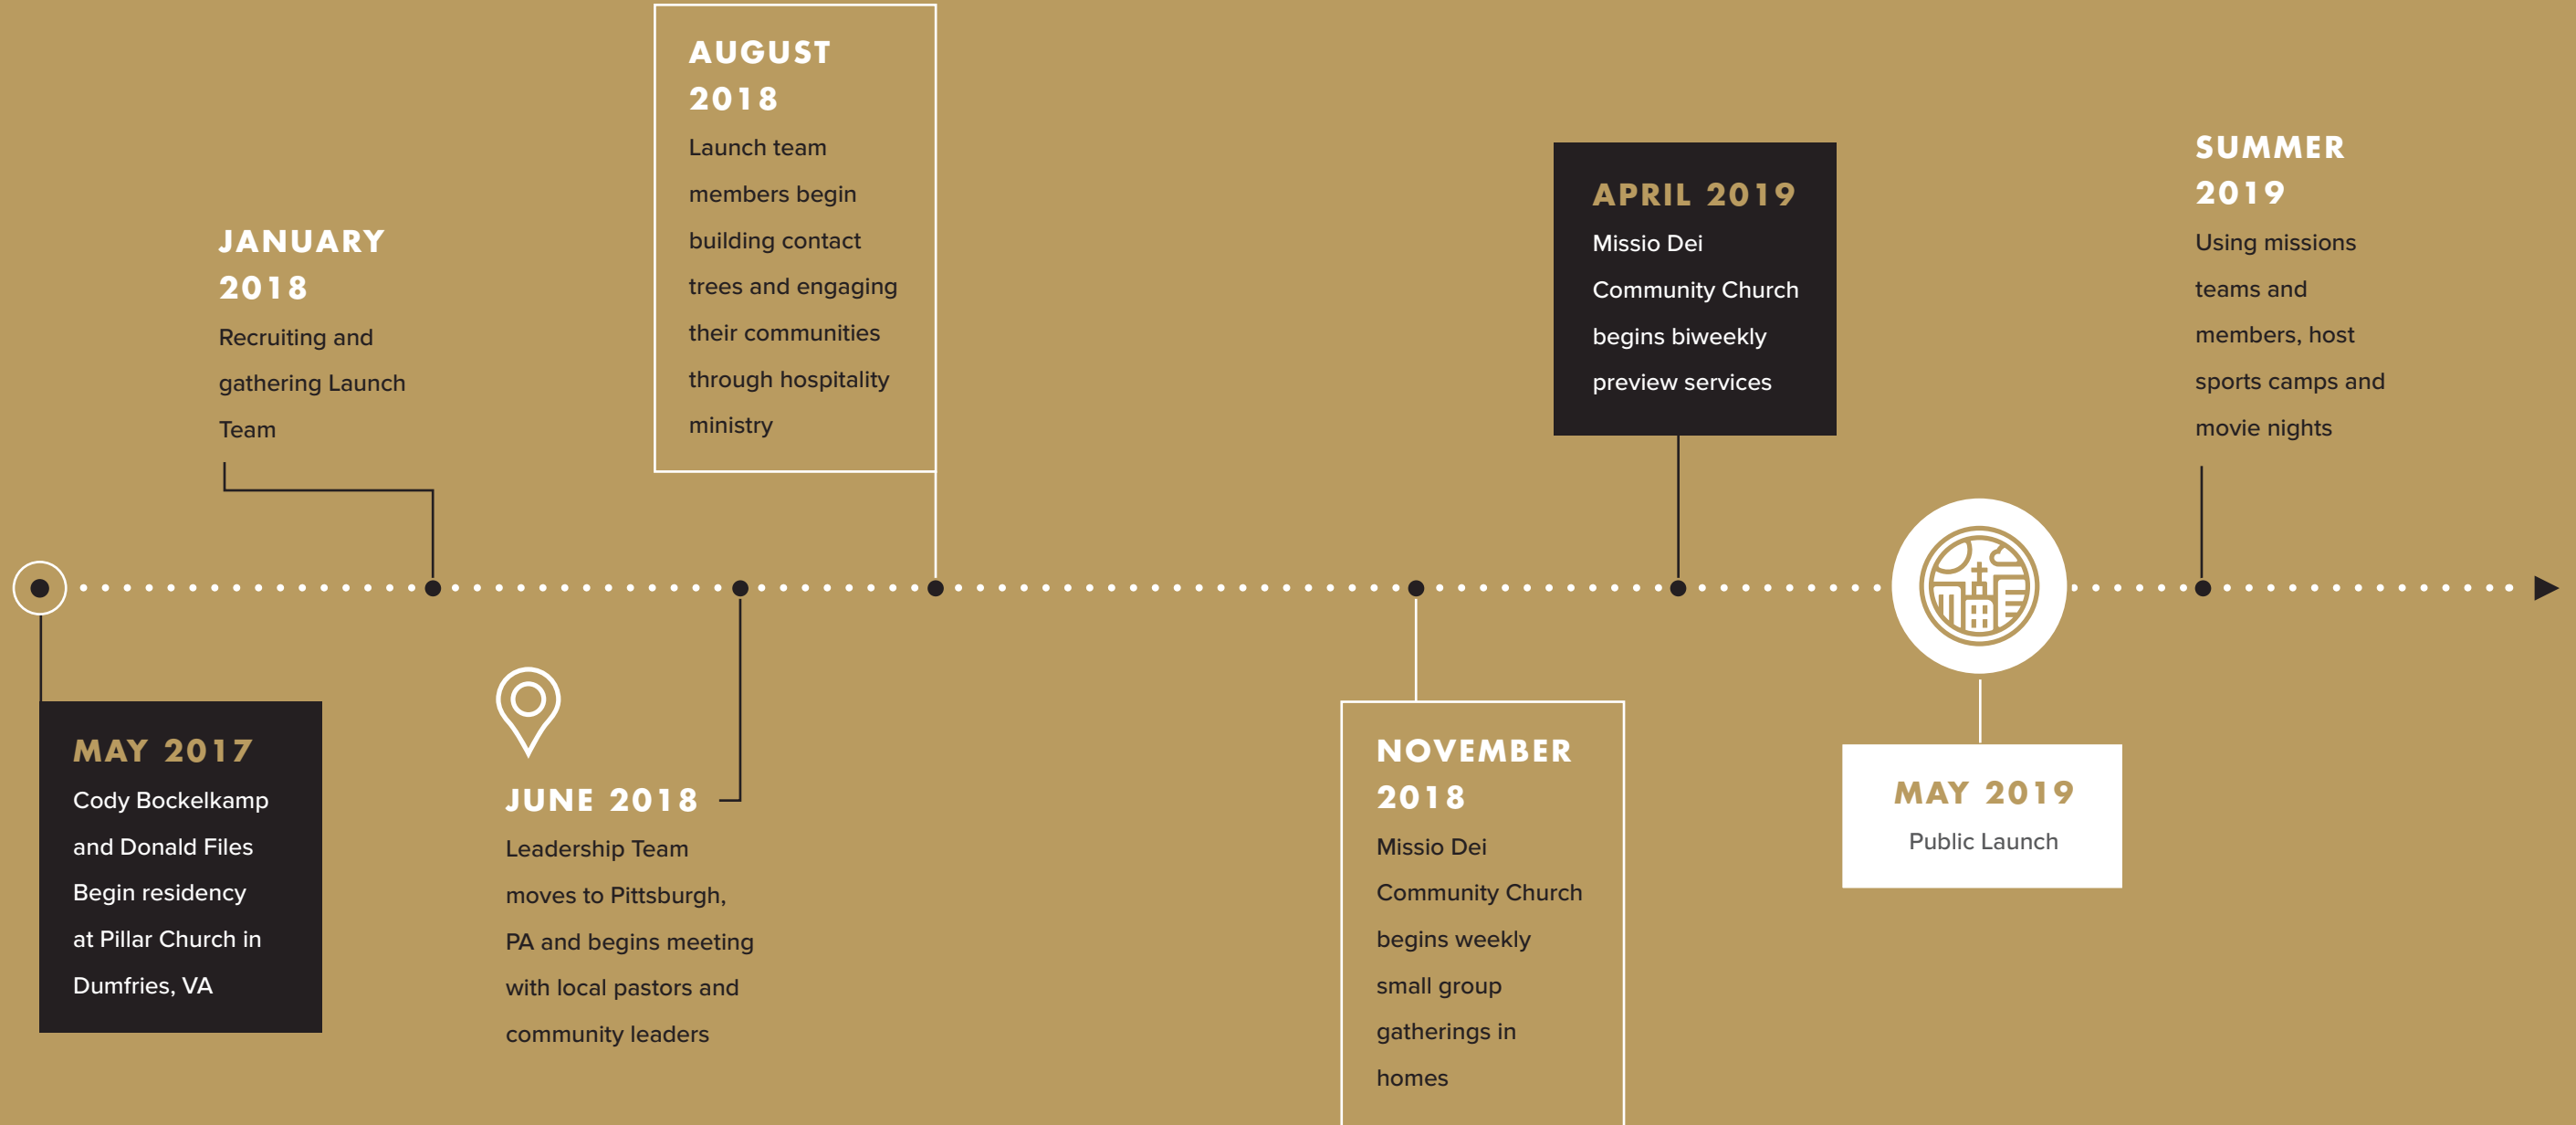 MAY 2017
Cody Bockelkamp
and Donald Files
Begin residency
at Pillar Church in
Dumfries, VA
JANUARY
2018
Recruiting and
gathering Launch
Team
JUNE 2018
Leadership Team
moves to Pittsburgh,
PA and begins meeting
with local pastors and
community leaders
AUGUST
2018
Launch team
members begin
building contact
trees and engaging
their communities
through hospitality
ministry
NOVEMBER
2018
Missio Dei
Community Church
begins weekly
small group
gatherings in
homes
APRIL 2019
Missio Dei
Community Church
begins biweekly
preview services
MAY 2019
Public Launch
SUMMER
2019
Using missions
teams and
members, host
sports camps and
movie nights